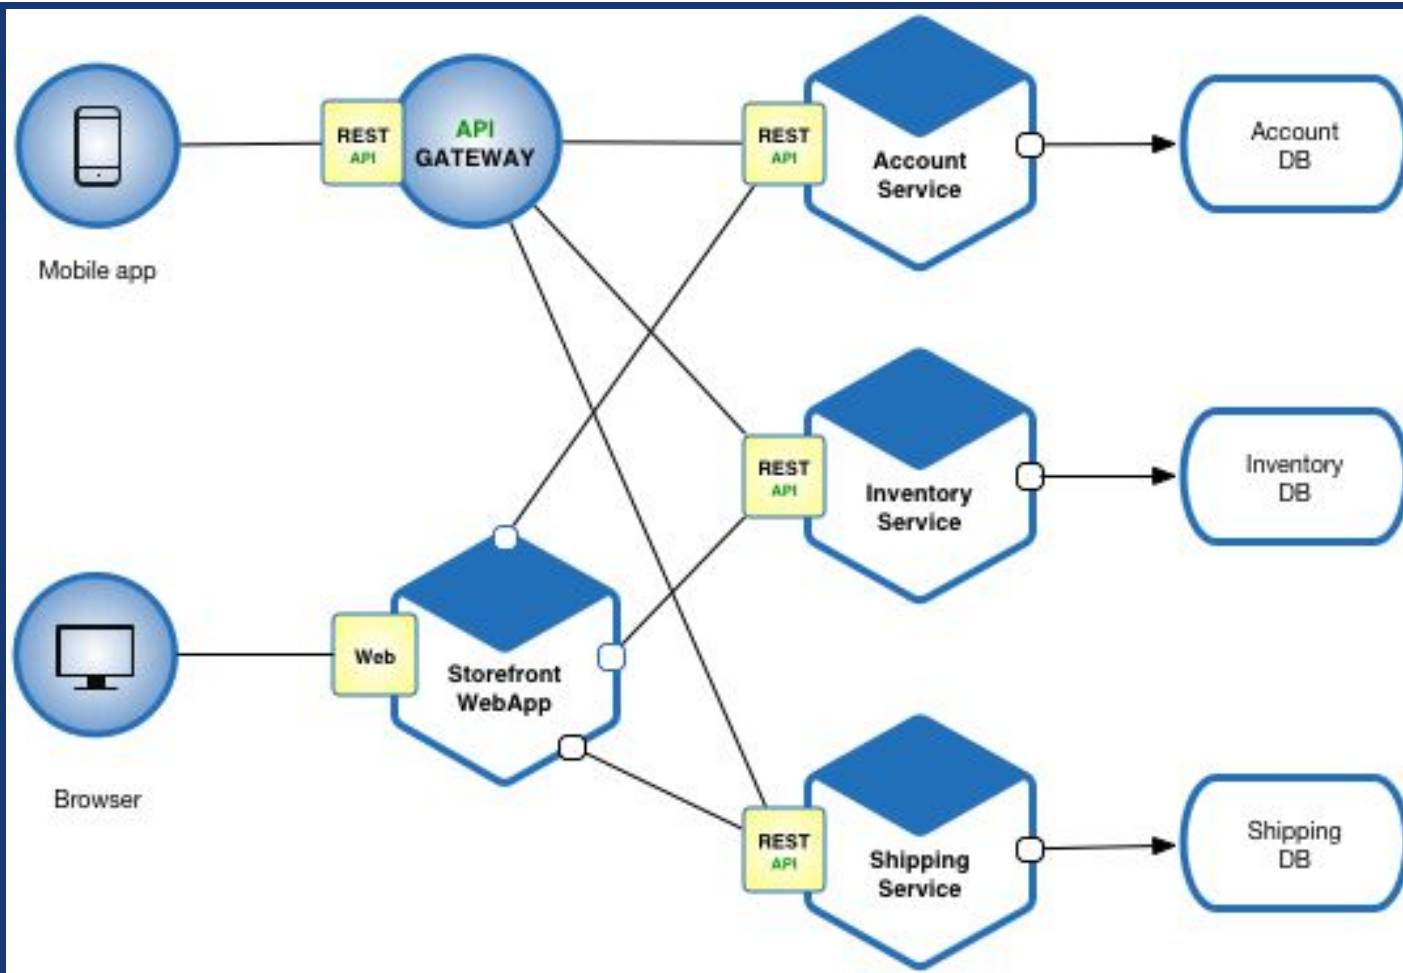 REST
API
API
GATEWAY
Mobile app
REST
API
Account
Service
Account
DB
REST
API
Inventory
Service
Inventory
DB
Web
Storefront
WebApp
Browser
REST
API
Shipping
Service
Shipping
DB